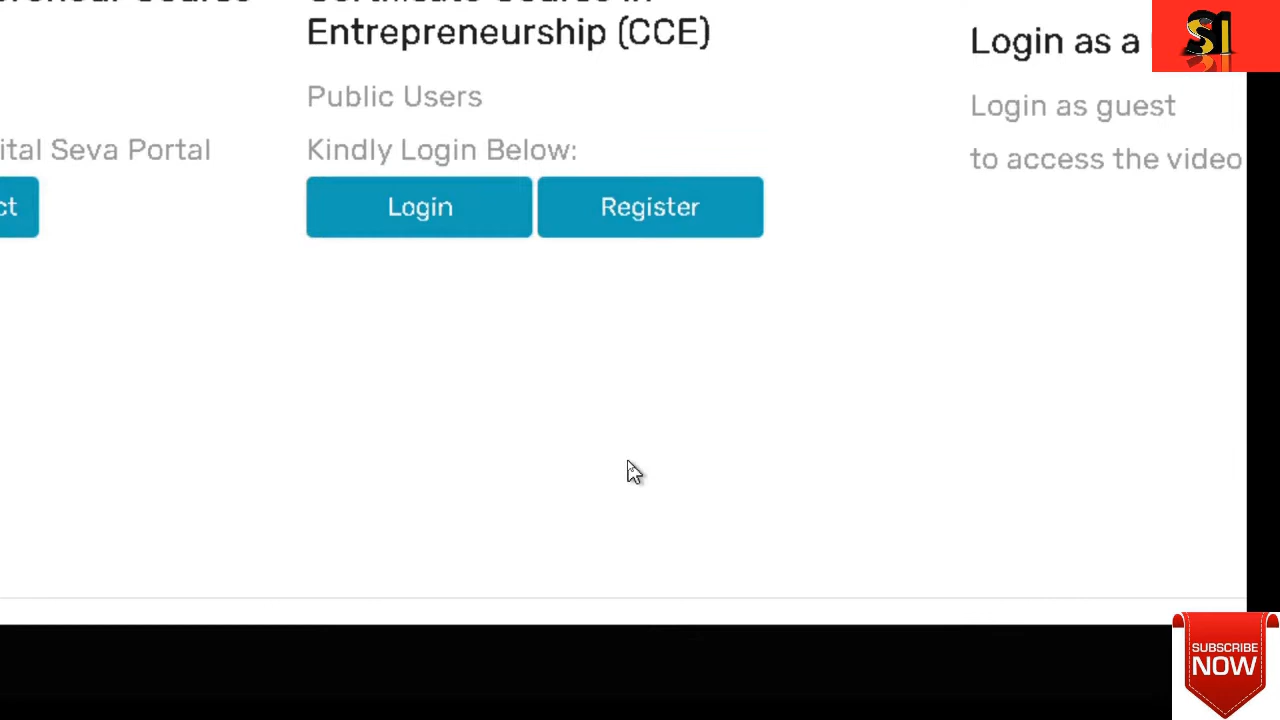 Entrepreneurship (CCE)
Public Users
Kindly Login Below:
Login
Register
ital Seva Portal
ct
Login as a
Login as guest
to access the video
SI
SUBSCRIBE
NOW